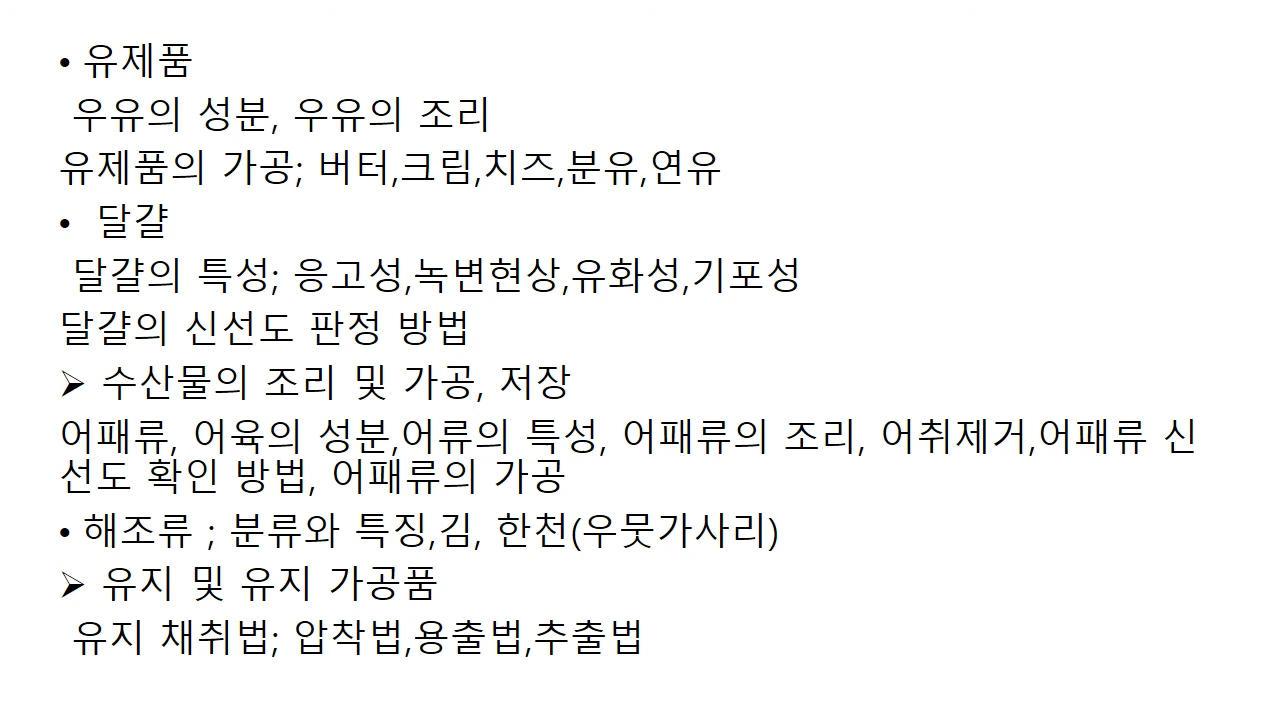 • 유제품
우유의 성분, 우유의 조리
유제품의 가공; 버터,크림,치즈,분유,연유
• 달걀
달걀의 특성; 응고성,녹변현상,유화성,기포성
달걀의 신선도 판정 방법
➢ 수산물의 조리 및 가공, 저장
어패류, 어육의 성분,어류의 특성, 어패류의 조리, 어취제거,어패류 신
선도 확인 방법, 어패류의 가공
• 해조류 ; 분류와 특징,김, 한천(우뭇가사리)
➢ 유지 및 유지 가공품
유지 채취법; 압착법,용출법,추출법